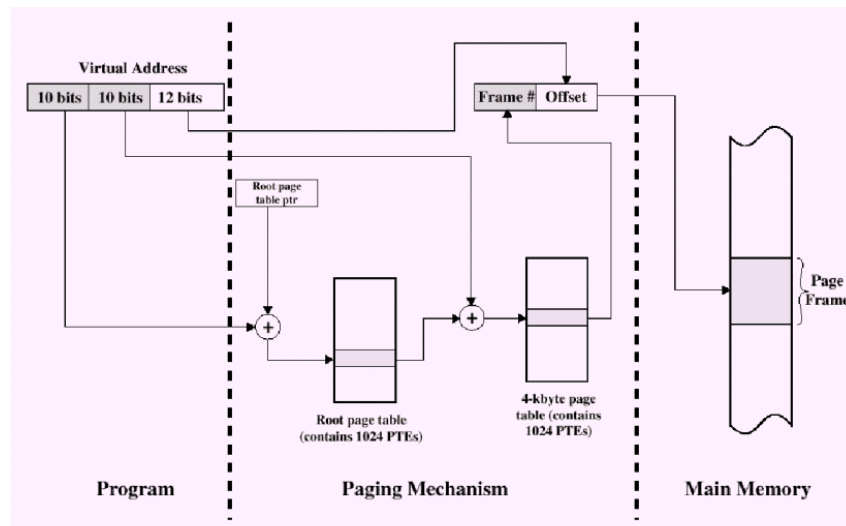 Virtual Address
10 bits 10 bits 12 bits
Frame # Offset
Root page
table ptr
+
+
Page
Frame
Root page table
(contains 1024 PTEs)
4-kbyte page
table (contains
1024 PTEs)
Program
Paging Mechanism
Main Memory